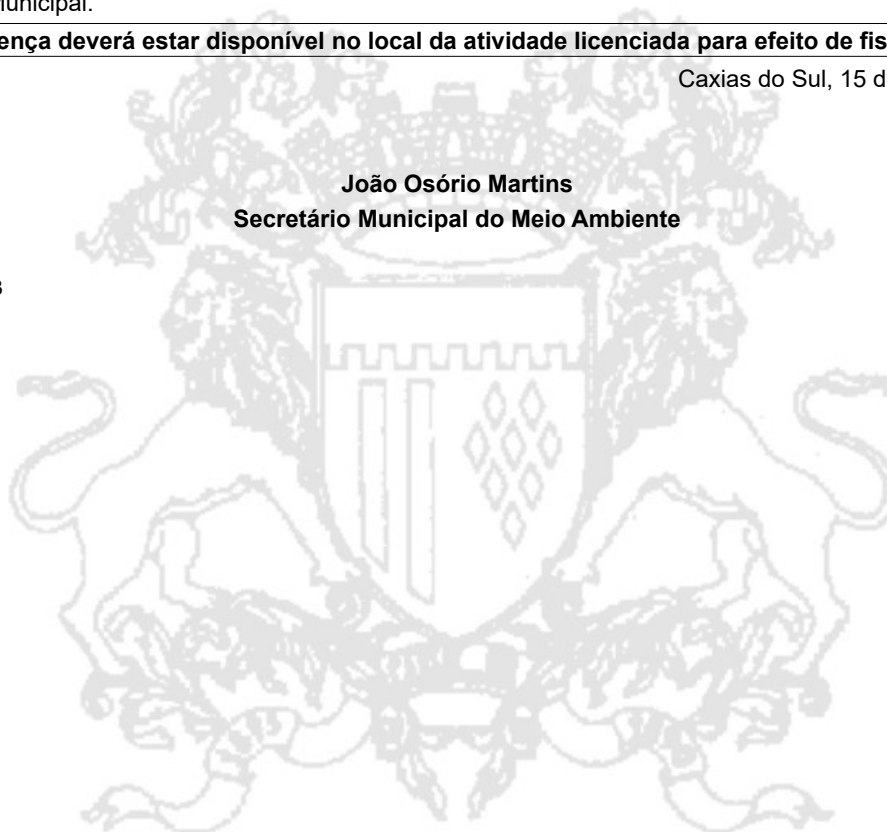 unicipal.
ença deverá estar disponível no local da atividade licenciada para efeito de fis
Caxias do Sul, 15 d
João Osório Martins
Secretário Municipal do Meio Ambiente